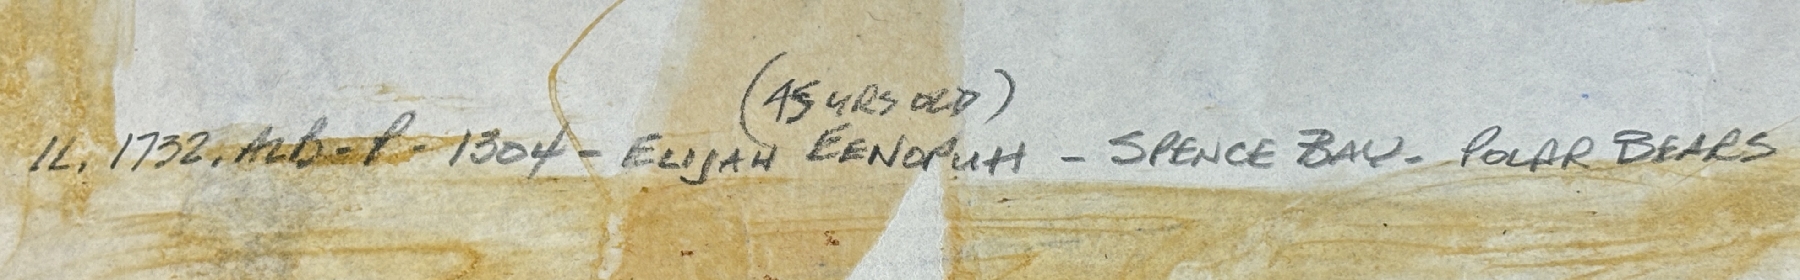 (45 YRS OLD)
IL. 1732. ALB - P - 1304 - ELIJAH EENOPUH - SPENCE BAY - POLAR BEARS